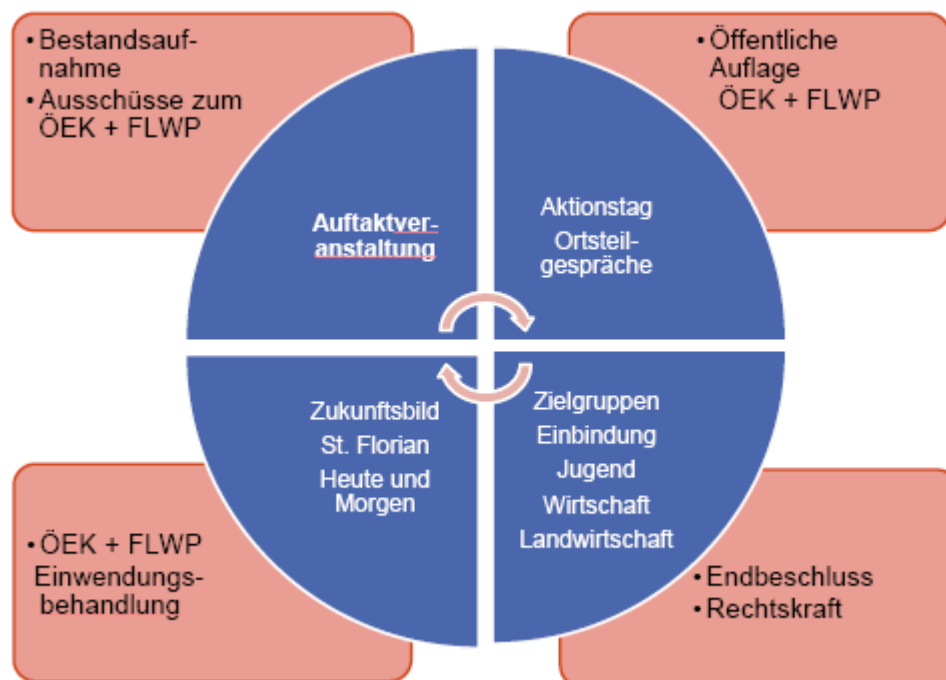 • Bestandsauf-
nahme
• Ausschüsse zum
ÖEK + FLWP
• Öffentliche
Auflage
ÖEK + FLWP
Auftaktver-
anstaltung
Aktionstag
Ortsteil-
gespräche
Zukunftsbild
St. Florian
Heute und
Morgen
Zielgruppen
Einbindung
Jugend
Wirtschaft
Landwirtschaft
• ÖEK + FLWP
Einwendungs-
behandlung
• Endbeschluss
• Rechtskraft